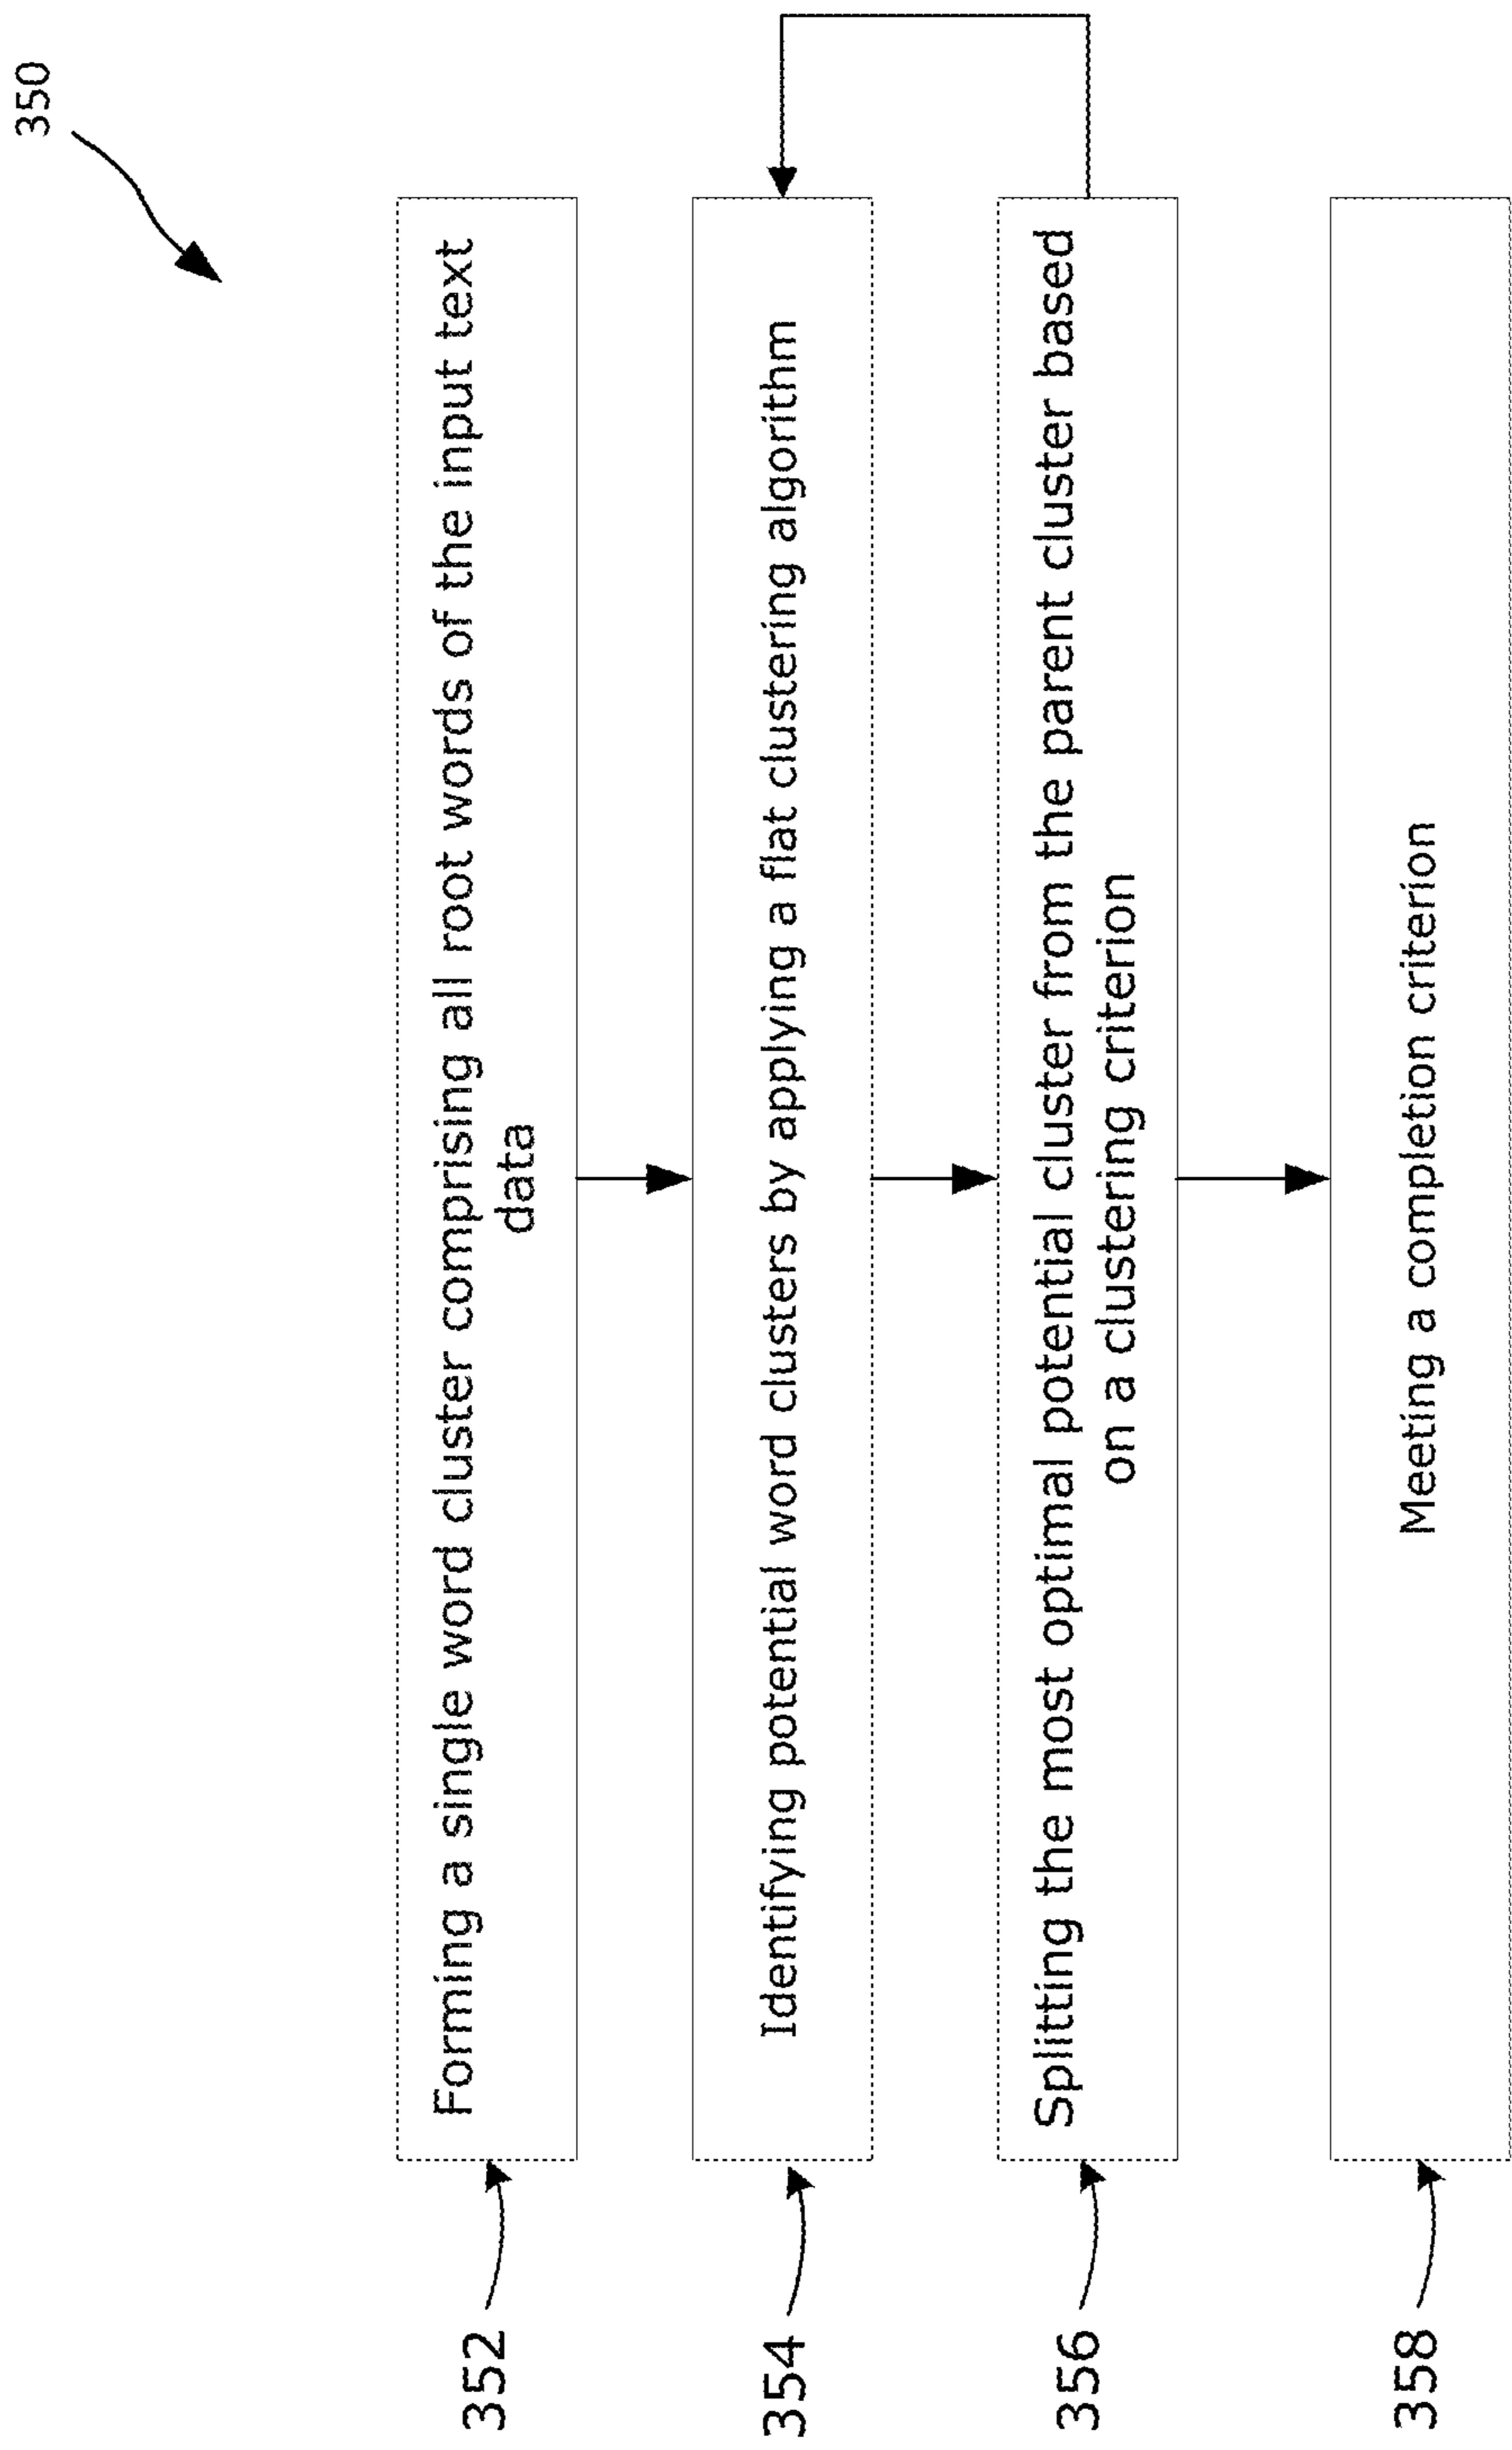 350
352
Forming a single word cluster comprising all root words of the input text
data
354
Identifying potential word clusters by applying a flat clustering algorithm
356
Splitting the most optimal potential cluster from the parent cluster based
on a clustering criterion
358
Meeting a completion criterion